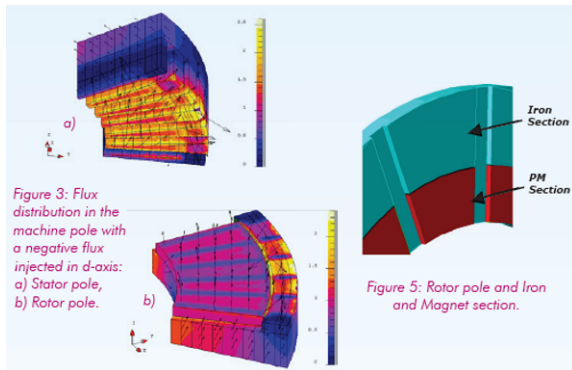 a)
Figure 3: Flux
distribution in the
machine pole with
a negative flux
injected in d-axis:
a) Stator pole,
b) Rotor pole.
b)
Iron
Section
PM
Section
Figure 5: Rotor pole and Iron
and Magnet section.